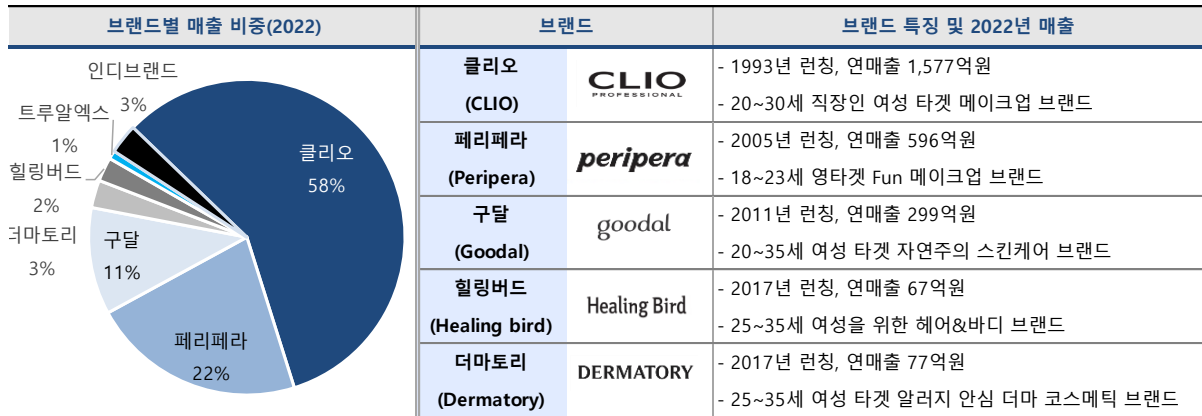 브랜드별 매출 비중(2022)
인디브랜드
3%
트루알엑스
1%
힐링버드
2%
더마토리
3%
구달
11%
페리페라
22%
클리오
58%
브랜드
브랜드 특징 및 2022년 매출
클리오
(CLIO)
CLIO
PROFESSIONAL
- 1993년 런칭, 연매출 1,577억원
- 20~30세 직장인 여성 타겟 메이크업 브랜드
페리페라
(Peripera)
peripera
- 2005년 런칭, 연매출 596억원
- 18~23세 영타겟 Fun 메이크업 브랜드
구달
(Goodal)
goodal
- 2011년 런칭, 연매출 299억원
- 20~35세 여성 타겟 자연주의 스킨케어 브랜드
힐링버드
(Healing bird)
Healing Bird
- 2017년 런칭, 연매출 67억원
- 25~35세 여성을 위한 헤어&바디 브랜드
더마토리
(Dermatory)
DERMATORY
- 2017년 런칭, 연매출 77억원
- 25~35세 여성 타겟 알러지 안심 더마 코스메틱 브랜드